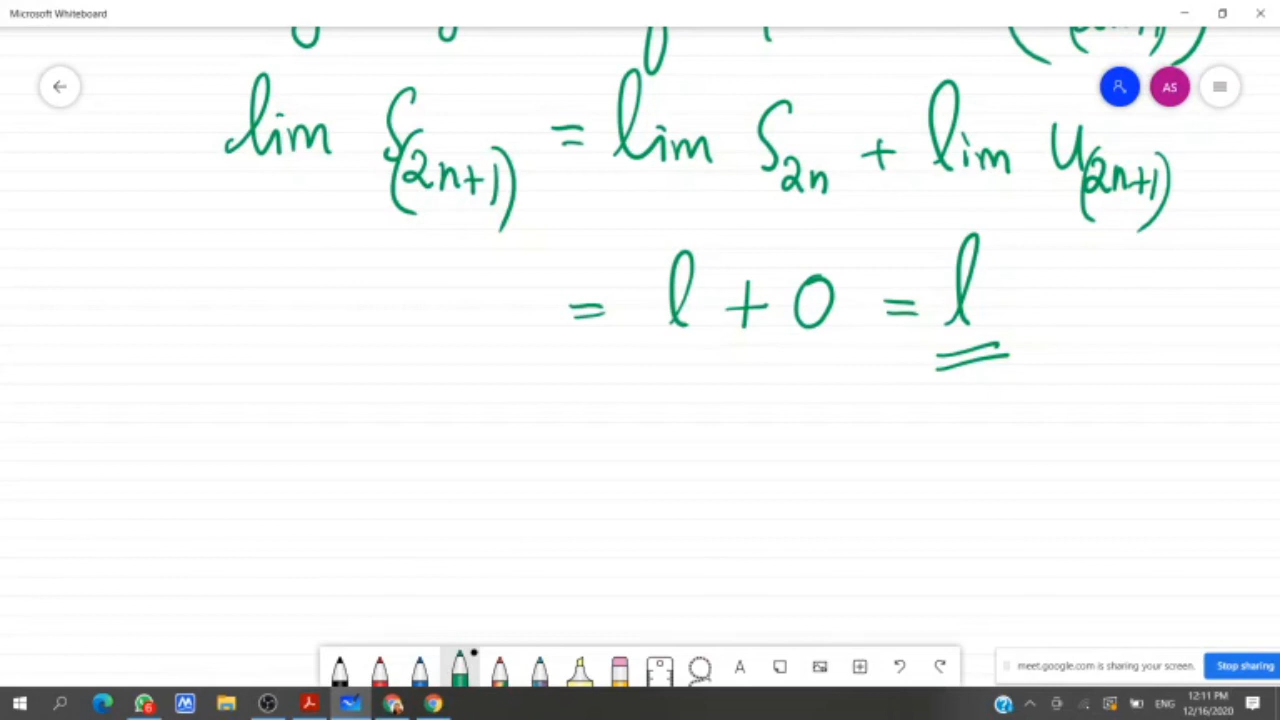 Microsoft Whiteboard
AS
lim S(2n+1) = lim S2n + lim u(2n+1)
= l + 0 = l
A
meet.google.com is sharing your screen.
Stop sharing
6
ENG
12:11 PM
12/16/2020